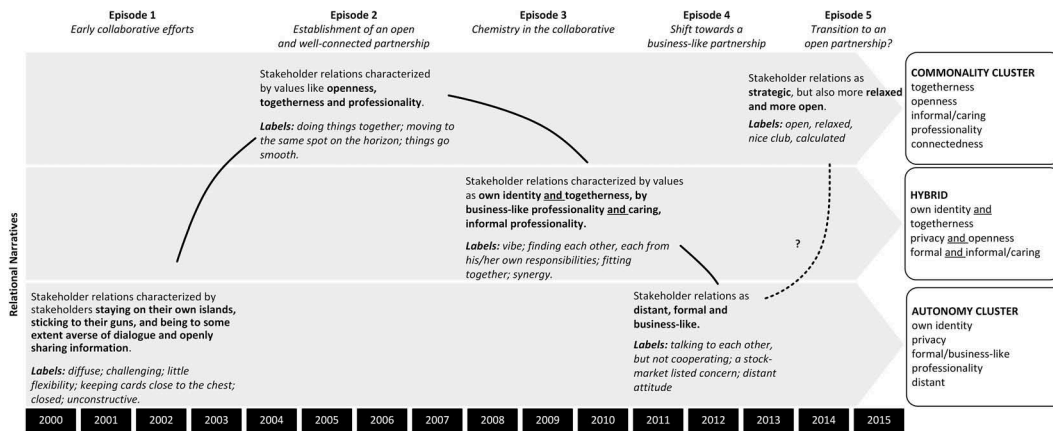 Episode 1
Early collaborative efforts
Episode 2
Establishment of an open
and well-connected partnership
Episode 3
Chemistry in the collaborative
Episode 4
Shift towards a
business-like partnership
Episode 5
Transition to an
open partnership?
Relational Narratives
Stakeholder relations characterized
by values like openness,
togetherness and professionality.
Labels: doing things together; moving to
the same spot on the horizon; things go
smooth.
Stakeholder relations as
strategic, but also more relaxed
and more open.
Labels: open, relaxed,
nice club, calculated
COMMONALITY CLUSTER
togetherness
openness
informal/caring
professionality
connectedness
Stakeholder relations characterized by values
as own identity and togetherness, by
business-like professionality and caring,
informal professionality.
Labels: vibe; finding each other, each from
his/her own responsibilities; fitting
together; synergy.
?
HYBRID
own identity and
togetherness
privacy and openness
formal and informal/caring
Stakeholder relations characterized by
stakeholders staying on their own islands,
sticking to their guns, and being to some
extent averse of dialogue and openly
sharing information.
Labels: diffuse; challenging; little
flexibility; keeping cards close to the chest;
closed; unconstructive.
Stakeholder relations as
distant, formal and
business-like.
Labels: talking to each other,
but not cooperating; a stock-
market listed concern; distant
attitude
AUTONOMY CLUSTER
own identity
privacy
formal/business-like
professionality
distant
2000 2001 2002 2003 2004 2005 2006 2007 2008 2009 2010 2011 2012 2013 2014 2015